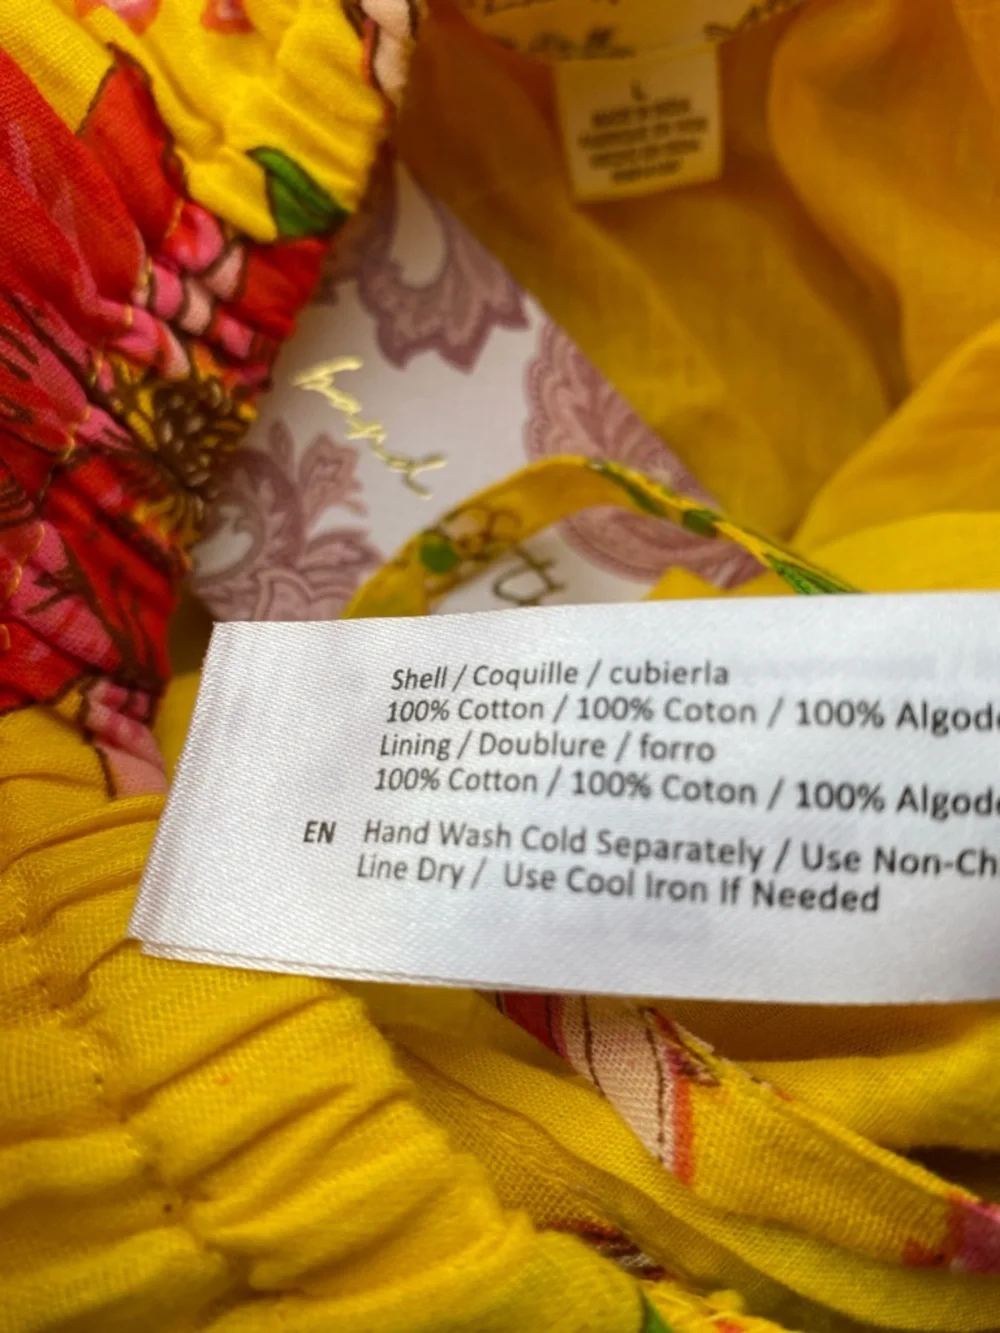 L
hand
Shell / Coquille / cubierla
100% Cotton / 100% Coton / 100% Algod
Lining / Doublure / forro
100% Cotton / 100% Coton / 100% Algod
EN Hand Wash Cold Separately / Use Non-Ch
Line Dry / Use Cool Iron If Needed